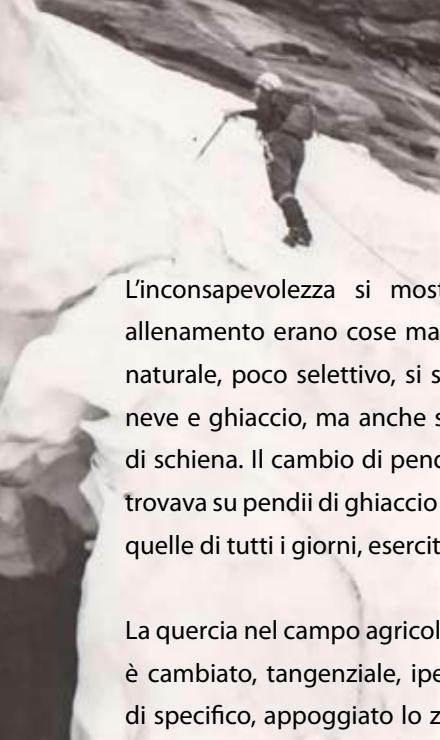 L’inconsapevolezza si most
allenamento erano cose ma
naturale, poco selettivo, si s
neve e ghiaccio, ma anche s
di schiena. Il cambio di pend
trovava su pendii di ghiaccio
quelle di tutti i giorni, esercit
La quercia nel campo agricol
è cambiato, tangenziale, ipe
di specifico, appoggiato lo z